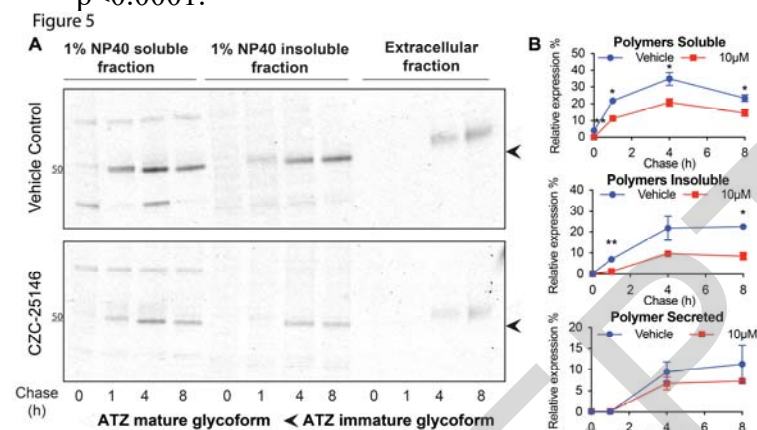 p<0.0001.
Figure 5
A
1% NP40 soluble fraction
1% NP40 insoluble fraction
Extracellular fraction
Vehicle Control
50
CZC-25146
50
Chase (h)
0 1 4 8 0 1 4 8 0 1 4 8
ATZ mature glycoform ATZ immature glycoform
B
Polymers Soluble
Vehicle 10µM
Relative expression %
50
40
30
20
10
0
* * * * *
0 2 4 6 8
Chase (h)
Polymers Insoluble
Vehicle 10µM
Relative expression %
40
30
20
10
0
** *
0 2 4 6 8
Chase (h)
Polymer Secreted
Vehicle 10µM
Relative expression %
20
15
10
5
0
0 2 4 6 8